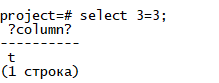 project=# select 3=3;
?column?
----------
t
(1 строка)